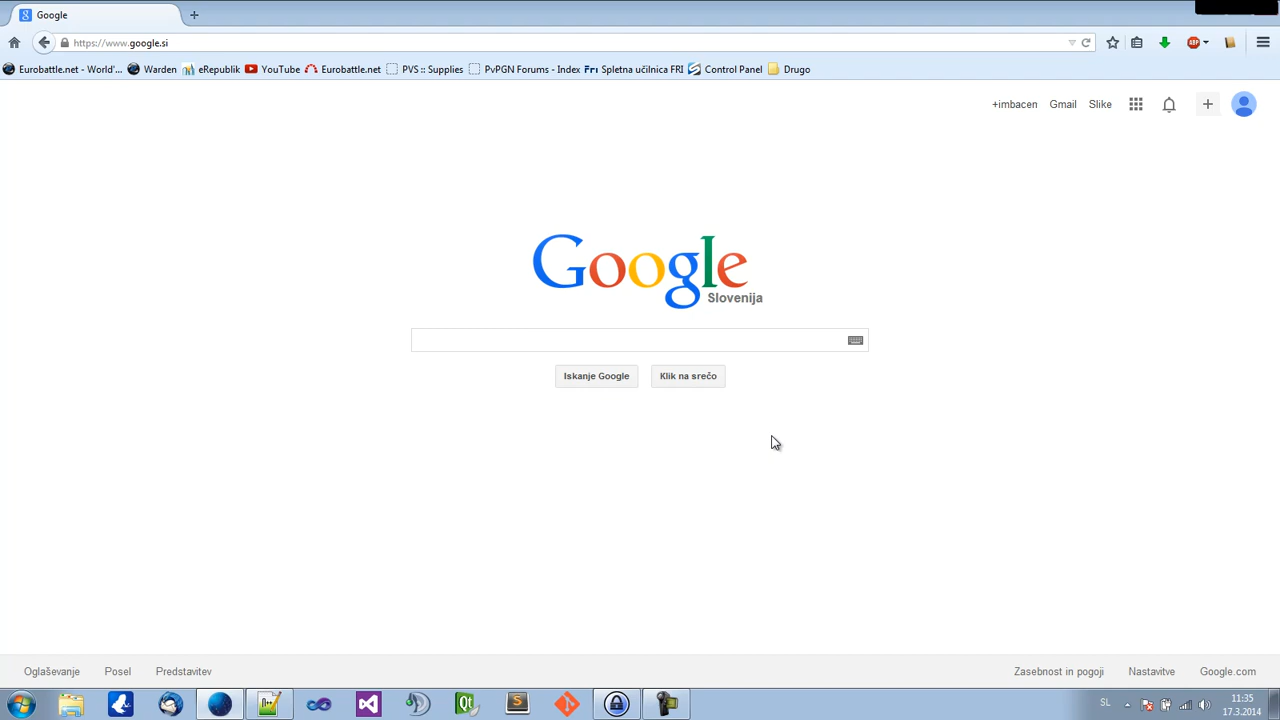 Google
https://www.google.si
ABP
Eurobattle.net - World'... Warden eRepublik YouTube Eurobattle.net PVS :: Supplies PvPGN Forums - Index Spletna učilnica FRI Control Panel Drugo
+imbacen Gmail Slike
Google
Slovenija
Iskanje Google Klik na srečo
Oglaševanje Posel Predstavitev Zasebnost in pogoji Nastavitve Google.com
SL 11:35
17.3.2014